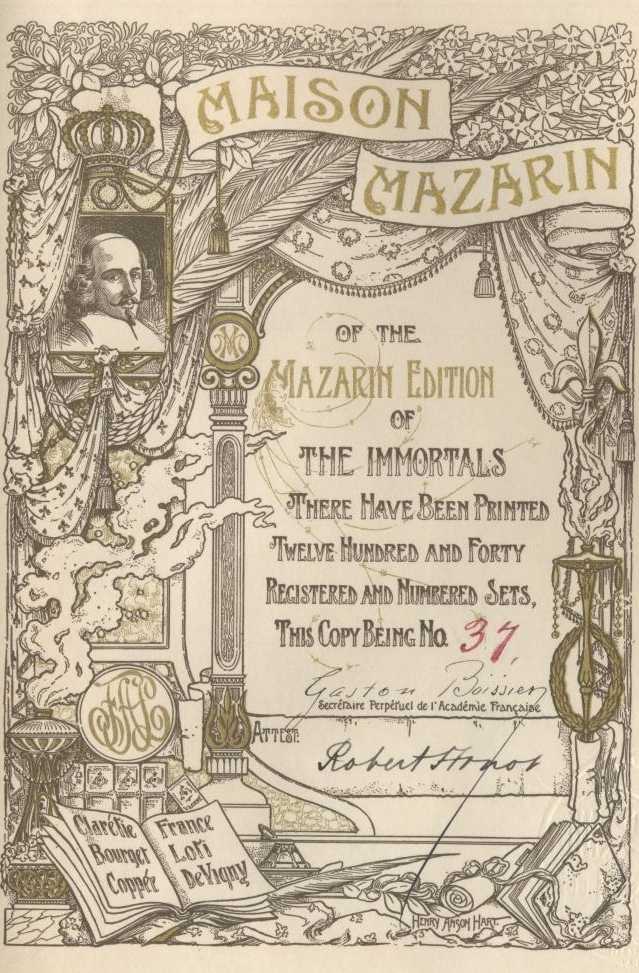 MAISON
MAZARIN
OF THE
MAZARIN EDITION
OF
THE IMMORTALS
THERE HAVE BEEN PRINTED
TWELVE HUNDRED AND FORTY
REGISTERED AND NUMBERED SETS,
THIS COPY BEING NO. 37
Gaston Boissier
Secrétaire Perpétuel de l'Académie Française
ATTEST:
Robert
Clarétie
Bourget
Coppée
France
Loti
De Vigny
HENRY ANSON HART.